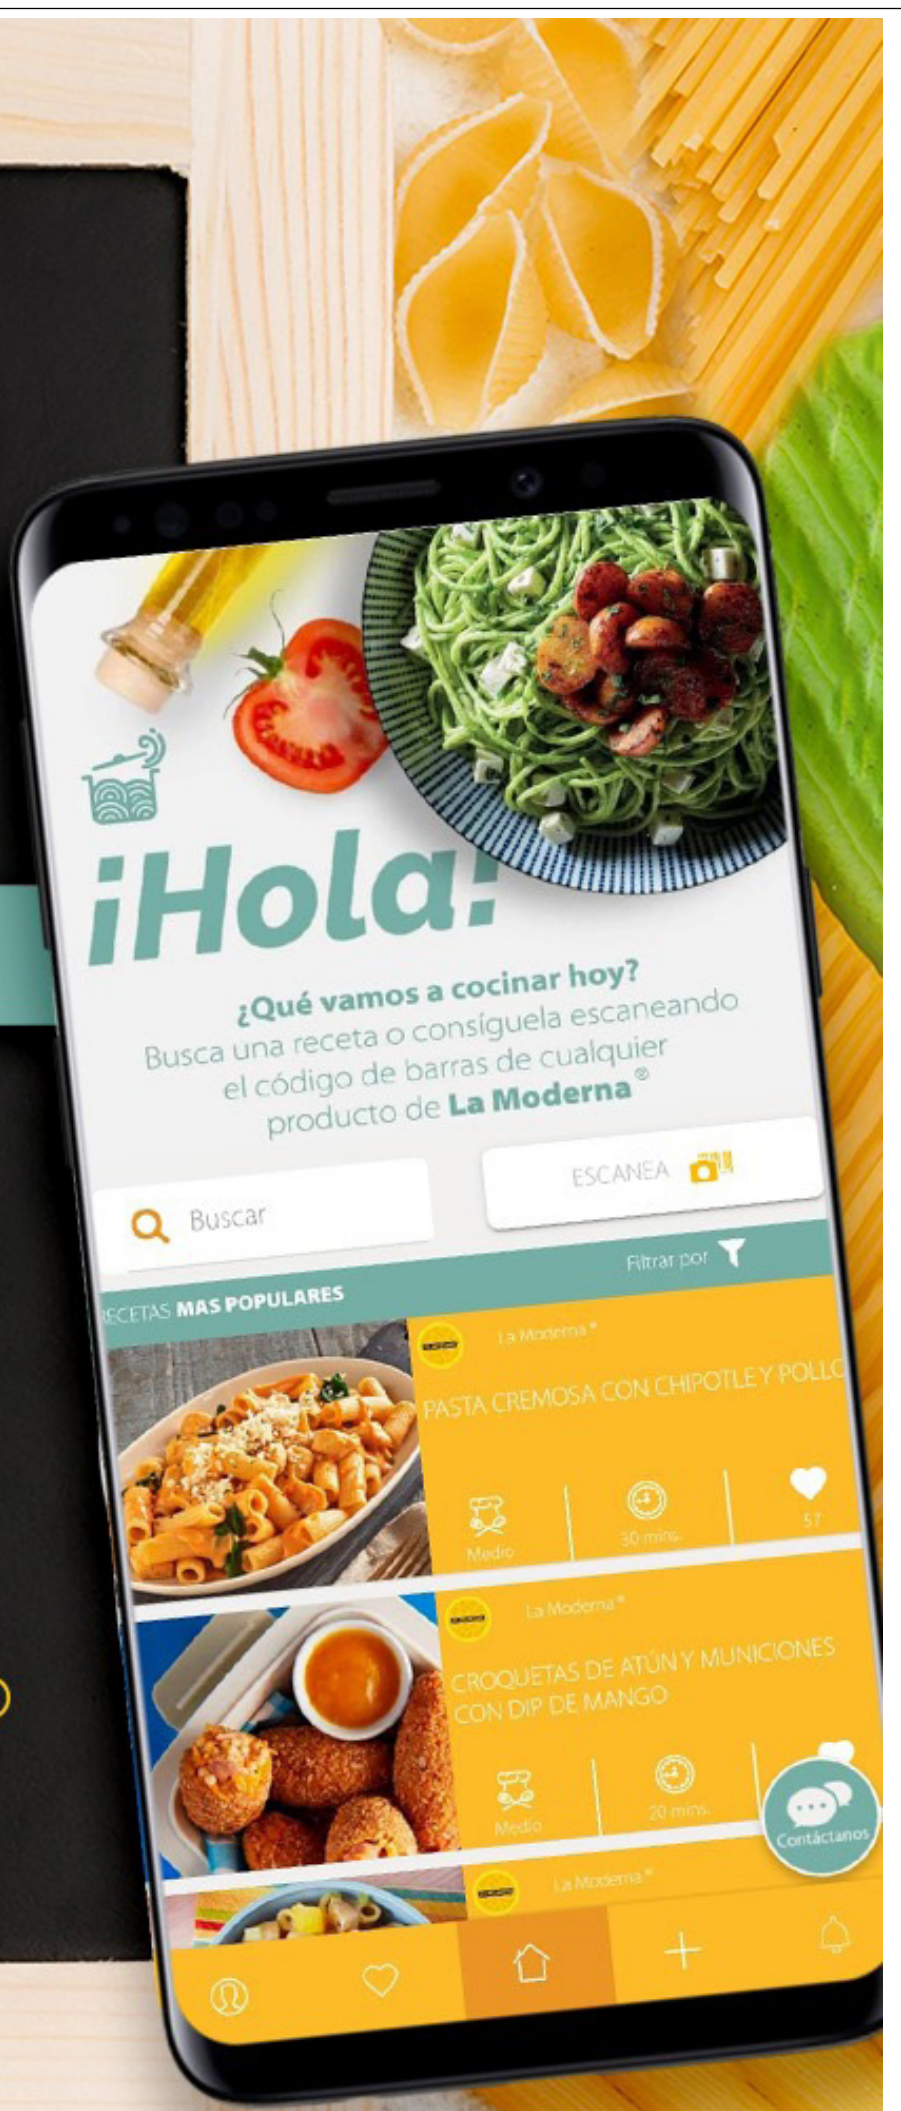 ¡Hola!
¿Qué vamos a cocinar hoy?
Busca una receta o consíguela escaneando
el código de barras de cualquier
producto de La Moderna®
Buscar
ESCANEA
RECETAS MAS POPULARES
Filtrar por
La Moderna®
PASTA CREMOSA CON CHIPOTLE Y POLLO
Medio
30 mins.
57
La Moderna®
CROQUETAS DE ATÚN Y MUNICIONES
CON DIP DE MANGO
Medio
20 mins.
Contáctanos
La Moderna®